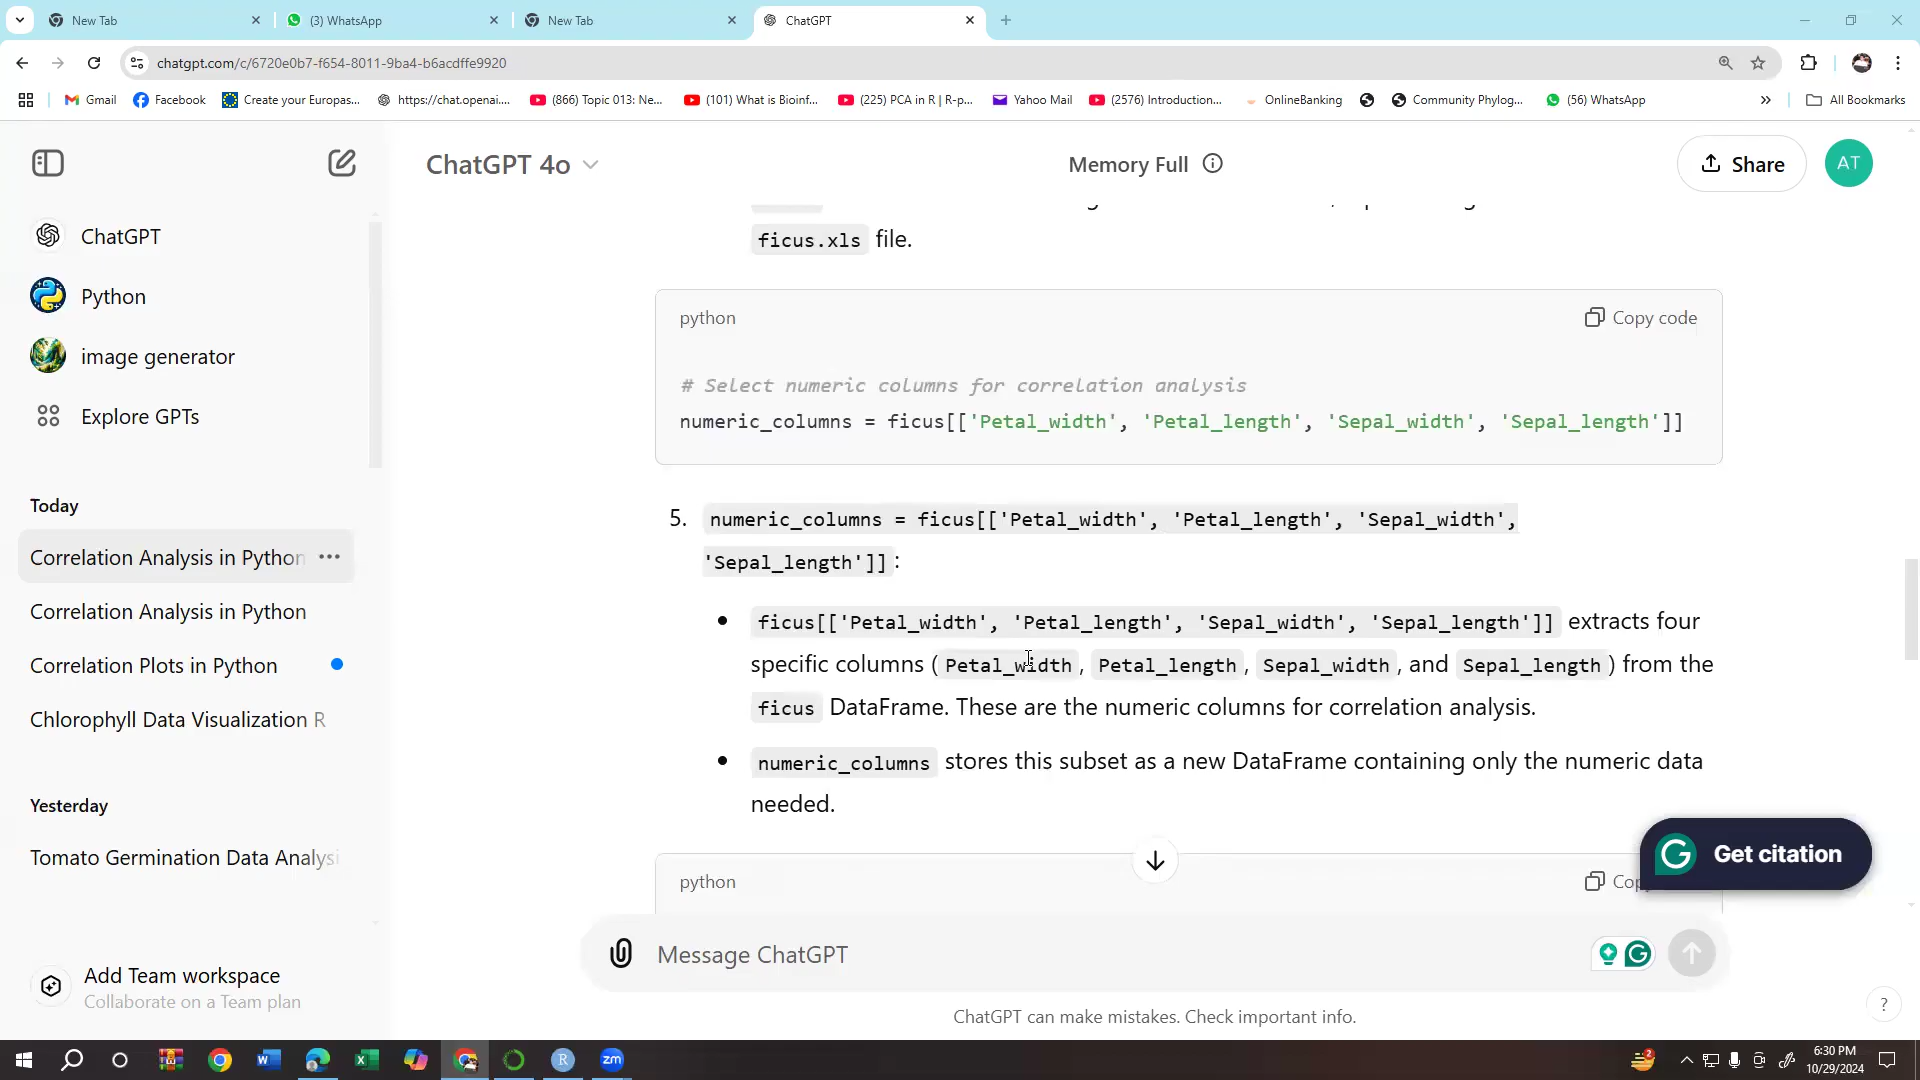 New Tab
(3) WhatsApp
New Tab
ChatGPT
chatgpt.com/c/6720e0b7-f654-8011-9ba4-b6acdffe9920
Gmail
Facebook
Create your Europas...
https://chat.openai....
(866) Topic 013: Ne...
(101) What is Bioinf...
(225) PCA in R | R-p...
Yahoo Mail
(2576) Introduction...
OnlineBanking
Community Phylog...
(56) WhatsApp
All Bookmarks
ChatGPT 4o
Memory Full
Share
AT
ChatGPT
Python
image generator
Explore GPTs
Today
Correlation Analysis in Python
Correlation Analysis in Python
Correlation Plots in Python
Chlorophyll Data Visualization R
Yesterday
Tomato Germination Data Analysi
Add Team workspace
Collaborate on a Team plan
ficus.xls file.
python
Copy code
# Select numeric columns for correlation analysis
numeric_columns = ficus[['Petal_width', 'Petal_length', 'Sepal_width', 'Sepal_length']]
5. numeric_columns = ficus[['Petal_width', 'Petal_length', 'Sepal_width',
'Sepal_length']]:
• ficus[['Petal_width', 'Petal_length', 'Sepal_width', 'Sepal_length']] extracts four
specific columns (Petal_width, Petal_length, Sepal_width, and Sepal_length) from the
ficus DataFrame. These are the numeric columns for correlation analysis.
• numeric_columns stores this subset as a new DataFrame containing only the numeric data
needed.
Get citation
python
Message ChatGPT
ChatGPT can make mistakes. Check important info.
?
zm
2
6:30 PM
10/29/2024